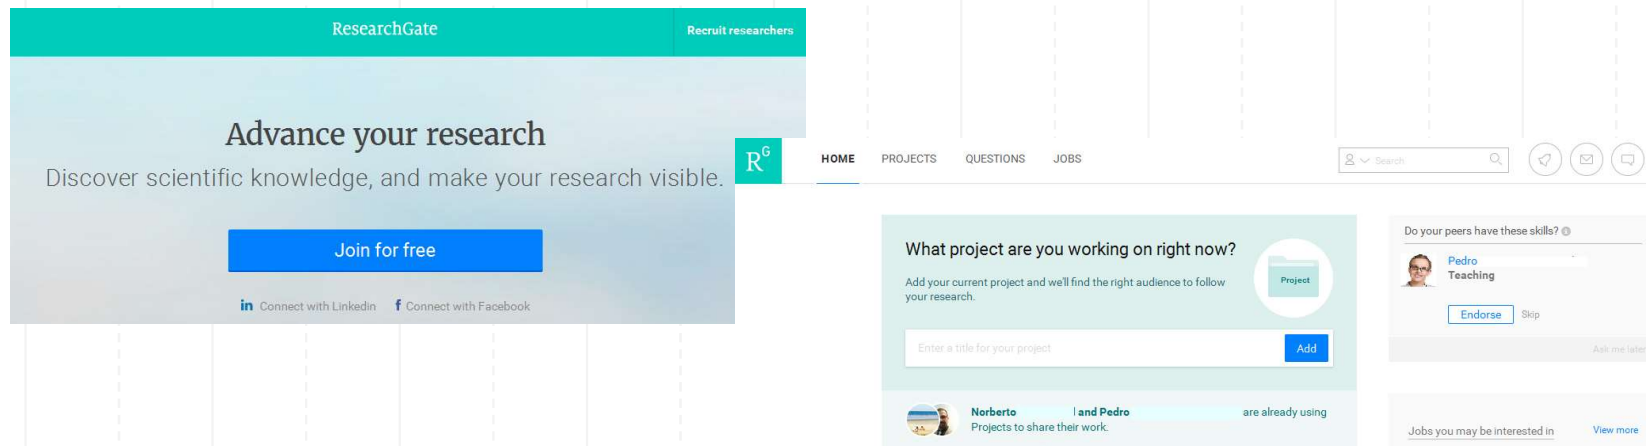 ResearchGate
Recruit researchers
Advance your research
Discover scientific knowledge, and make your research visible.
Join for free
in Connect with Linkedin f Connect with Facebook
RG
HOME PROJECTS QUESTIONS JOBS
Search
What project are you working on right now?
Add your current project and we'll find the right audience to follow
your research.
Project
Enter a title for your project
Add
Norberto and Pedro are already using
Projects to share their work.
Do your peers have these skills?
Pedro
Teaching
Endorse Skip
Ask me later
Jobs you may be interested in View more